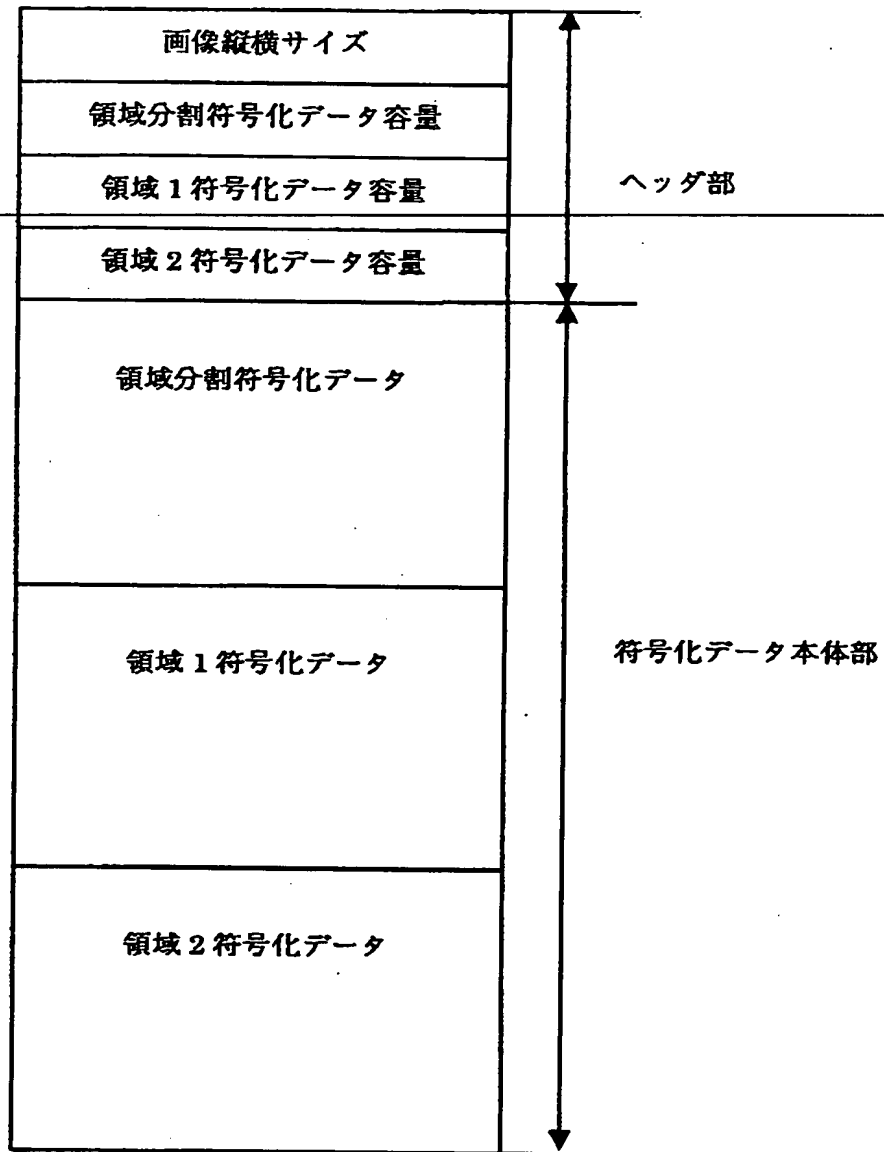 画像縦横サイズ
領域分割符号化データ容量
領域1符号化データ容量
ヘッダ部
領域2符号化データ容量
領域分割符号化データ
領域1符号化データ
符号化データ本体部
領域2符号化データ